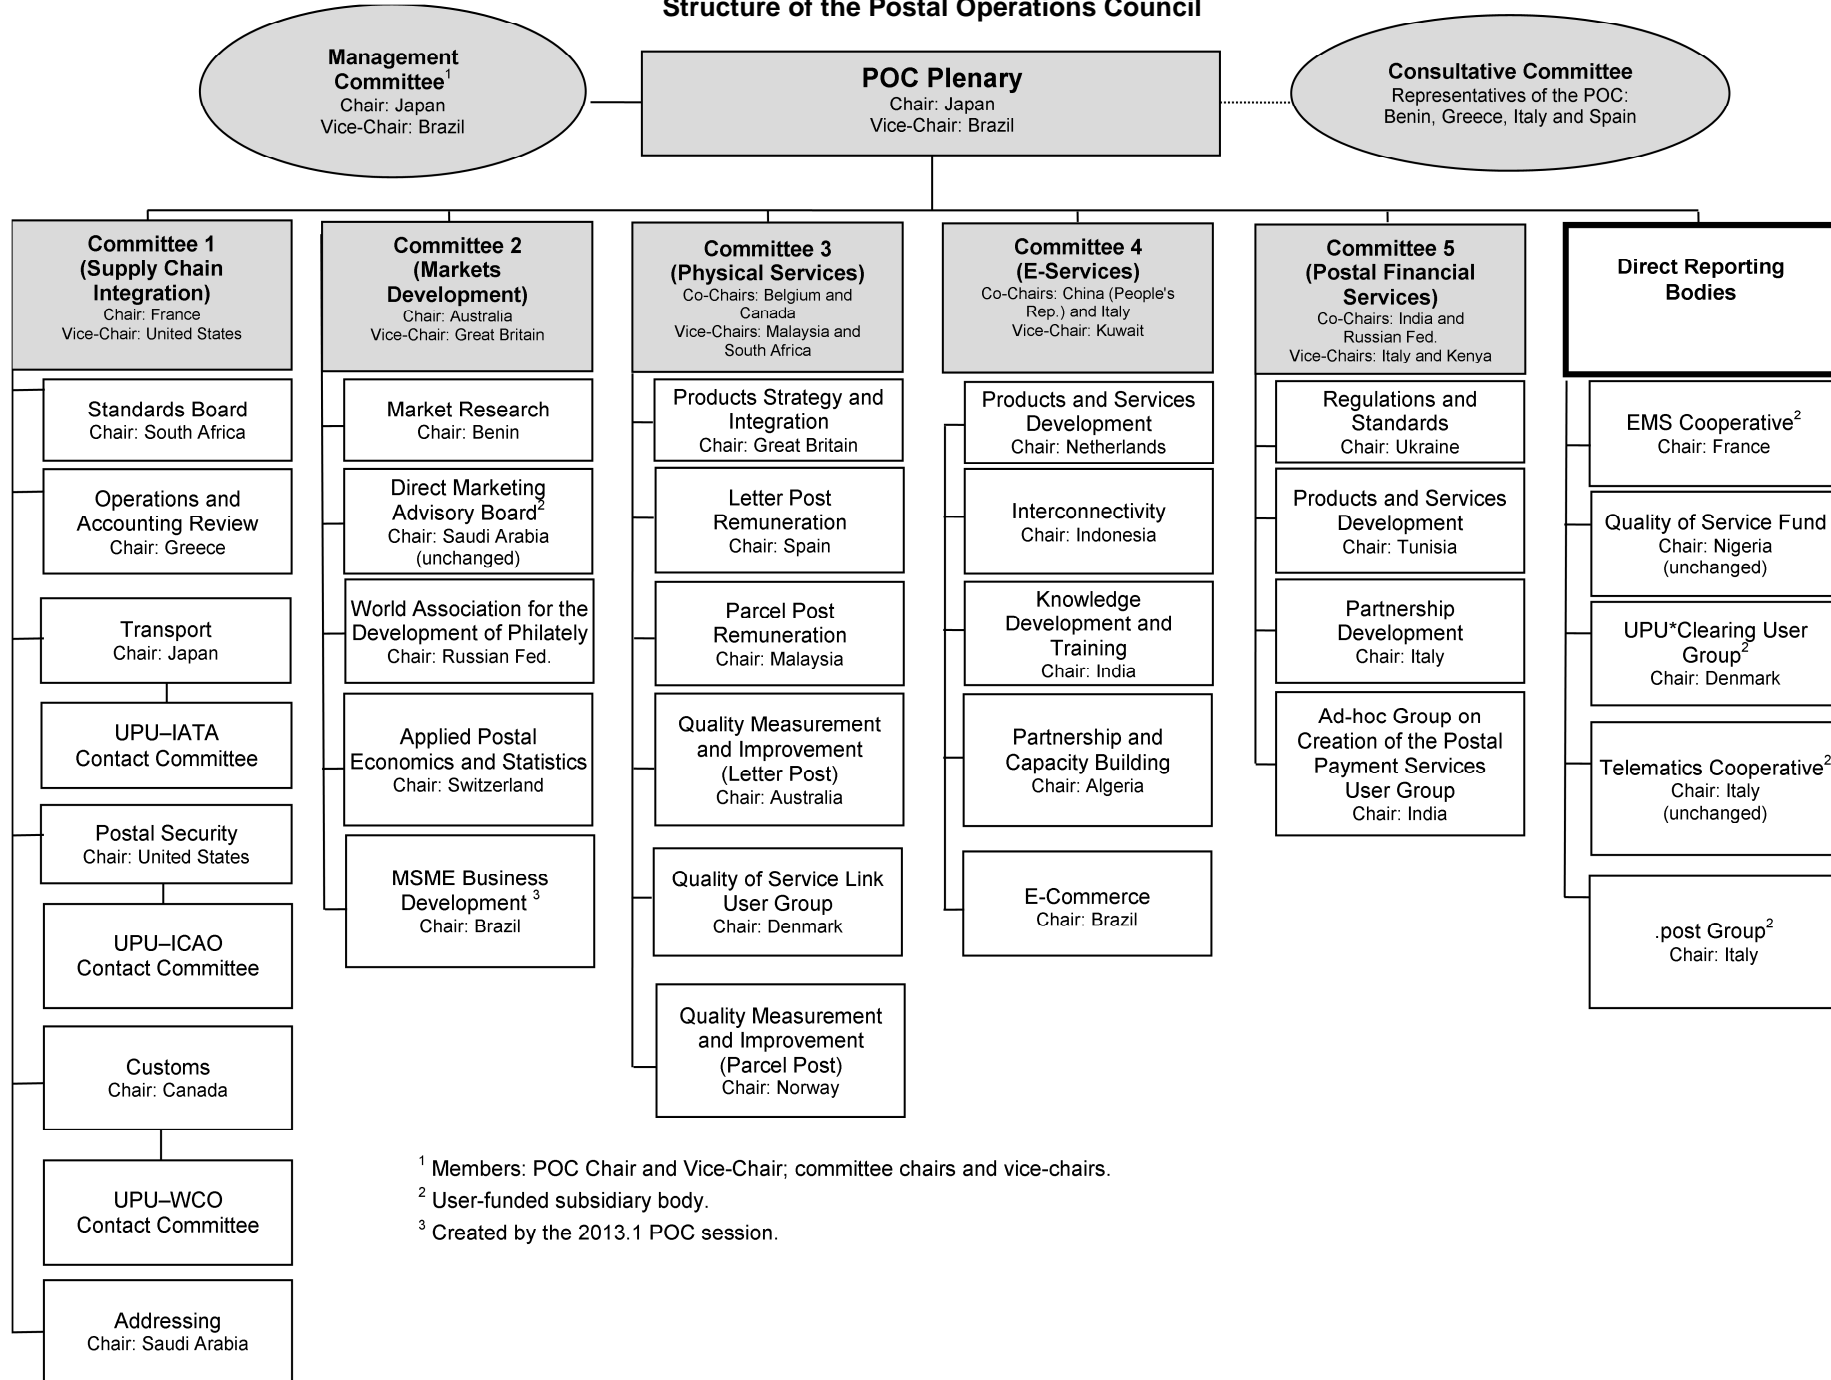 Structure of the Postal Operations Council
Management
Committee1
Chair: Japan
Vice-Chair: Brazil
POC Plenary
Chair: Japan
Vice-Chair: Brazil
Consultative Committee
Representatives of the POC:
Benin, Greece, Italy and Spain
Committee 1
(Supply Chain
Integration)
Chair: France
Vice-Chair: United States
Standards Board
Chair: South Africa
Operations and
Accounting Review
Chair: Greece
Transport
Chair: Japan
UPU–IATA
Contact Committee
Postal Security
Chair: United States
UPU–ICAO
Contact Committee
Customs
Chair: Canada
UPU–WCO
Contact Committee
Addressing
Chair: Saudi Arabia
Committee 2
(Markets
Development)
Chair: Australia
Vice-Chair: Great Britain
Market Research
Chair: Benin
Direct Marketing
Advisory Board2
Chair: Saudi Arabia
(unchanged)
World Association for the
Development of Philately
Chair: Russian Fed.
Applied Postal
Economics and Statistics
Chair: Switzerland
MSME Business
Development 3
Chair: Brazil
Committee 3
(Physical Services)
Co-Chairs: Belgium and
Canada
Vice-Chairs: Malaysia and
South Africa
Products Strategy and
Integration
Chair: Great Britain
Letter Post
Remuneration
Chair: Spain
Parcel Post
Remuneration
Chair: Malaysia
Quality Measurement
and Improvement
(Letter Post)
Chair: Australia
Quality of Service Link
User Group
Chair: Denmark
Quality Measurement
and Improvement
(Parcel Post)
Chair: Norway
Committee 4
(E-Services)
Co-Chairs: China (People's
Rep.) and Italy
Vice-Chair: Kuwait
Products and Services
Development
Chair: Netherlands
Interconnectivity
Chair: Indonesia
Knowledge
Development and
Training
Chair: India
Partnership and
Capacity Building
Chair: Algeria
E-Commerce
Chair: Brazil
Committee 5
(Postal Financial
Services)
Co-Chairs: India and
Russian Fed.
Vice-Chairs: Italy and Kenya
Regulations and
Standards
Chair: Ukraine
Products and Services
Development
Chair: Tunisia
Partnership
Development
Chair: Italy
Ad-hoc Group on
Creation of the Postal
Payment Services
User Group
Chair: India
Direct Reporting
Bodies
EMS Cooperative2
Chair: France
Quality of Service Fund
Chair: Nigeria
(unchanged)
UPU*Clearing User
Group2
Chair: Denmark
Telematics Cooperative2
Chair: Italy
(unchanged)
.post Group2
Chair: Italy
1 Members: POC Chair and Vice-Chair; committee chairs and vice-chairs.
2 User-funded subsidiary body.
3 Created by the 2013.1 POC session.